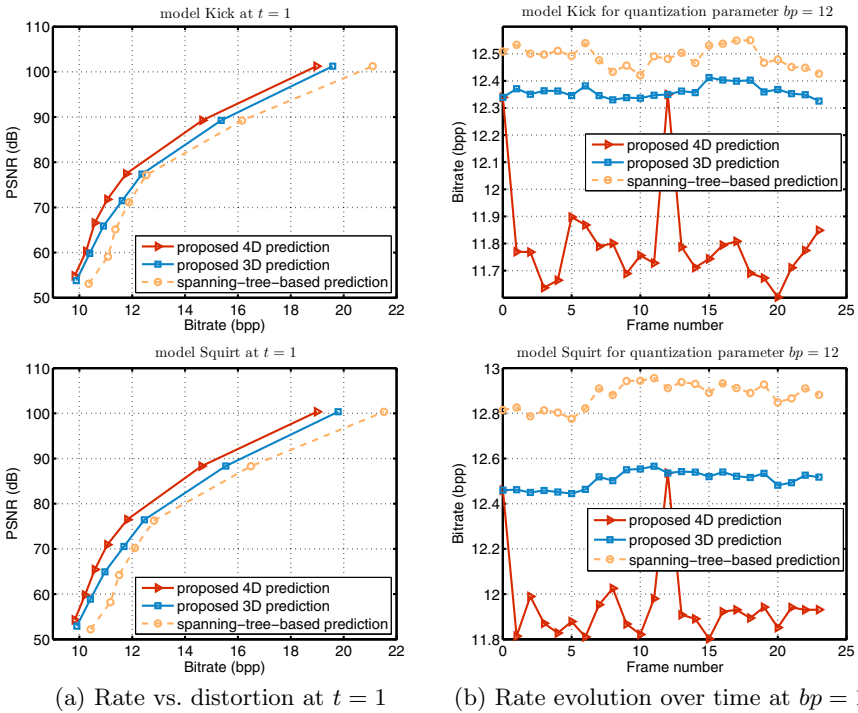 model Kick at t = 1
110
100
90
80
70
60
50
PSNR (dB)
proposed 4D prediction
proposed 3D prediction
spanning−tree−based prediction
10 12 14 16 18 20 22
Bitrate (bpp)
model Kick for quantization parameter bp = 12
12.5
12.4
12.3
12.2
12.1
12
11.9
11.8
11.7
Bitrate (bpp)
proposed 4D prediction
proposed 3D prediction
spanning−tree−based prediction
0 5 10 15 20 25
Frame number
model Squirt at t = 1
110
100
90
80
70
60
50
PSNR (dB)
proposed 4D prediction
proposed 3D prediction
spanning−tree−based prediction
10 12 14 16 18 20 22
Bitrate (bpp)
model Squirt for quantization parameter bp = 12
13
12.8
12.6
12.4
12.2
12
11.8
Bitrate (bpp)
proposed 4D prediction
proposed 3D prediction
spanning−tree−based prediction
0 5 10 15 20 25
Frame number
(a) Rate vs. distortion at t = 1
(b) Rate evolution over time at bp =